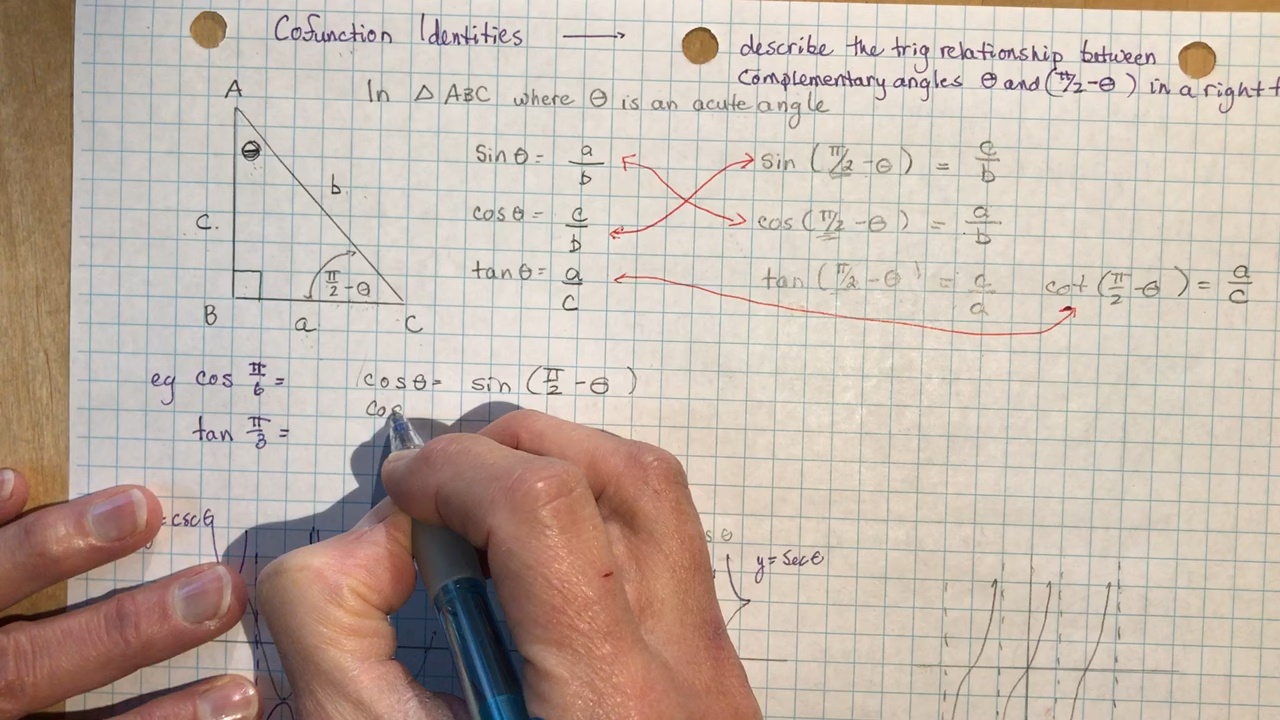 Cofunction Identities ⟶
describe the trig relationship between
complementary angles θ and (π/2 - θ) in a right
In △ ABC where θ is an acute angle
A
θ
b.
C.
π/2 - θ
B
a
C
sin θ = a/b
sin (π/2 - θ) = c/b
cos θ = c/b
cos (π/2 - θ) = a/b
tan θ = a/c
tan (π/2 - θ) = c/a
cot (π/2 - θ) = a/c
eg cos π/6 =
cos θ = sin (π/2 - θ)
cos
tan π/3 =
= csc θ
s θ
y = sec θ